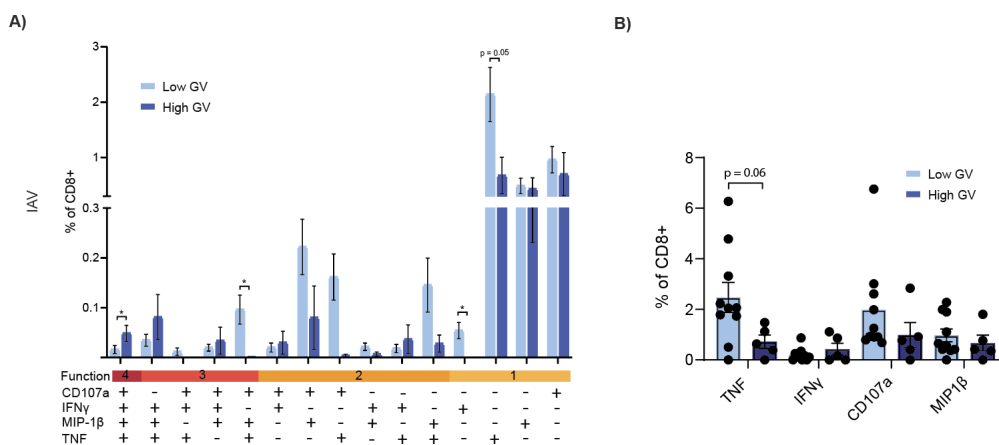 A)
IAV
% of CD8+
3
2
1
0.3
0.2
0.1
Low GV
High GV
p = 0.05
*
*
*
Function 4 3 2 1
CD107a + - + + + + + + - - - - - - +
IFNγ + + + + - + - - + + - + - - -
MIP-1β + + - + + - + - + - + - - + -
TNF + + + - + - - + - + + - + - -
B)
% of CD8+
8
6
4
2
0
p = 0.06
Low GV
High GV
TNF
IFNγ
CD107a
MIP1β